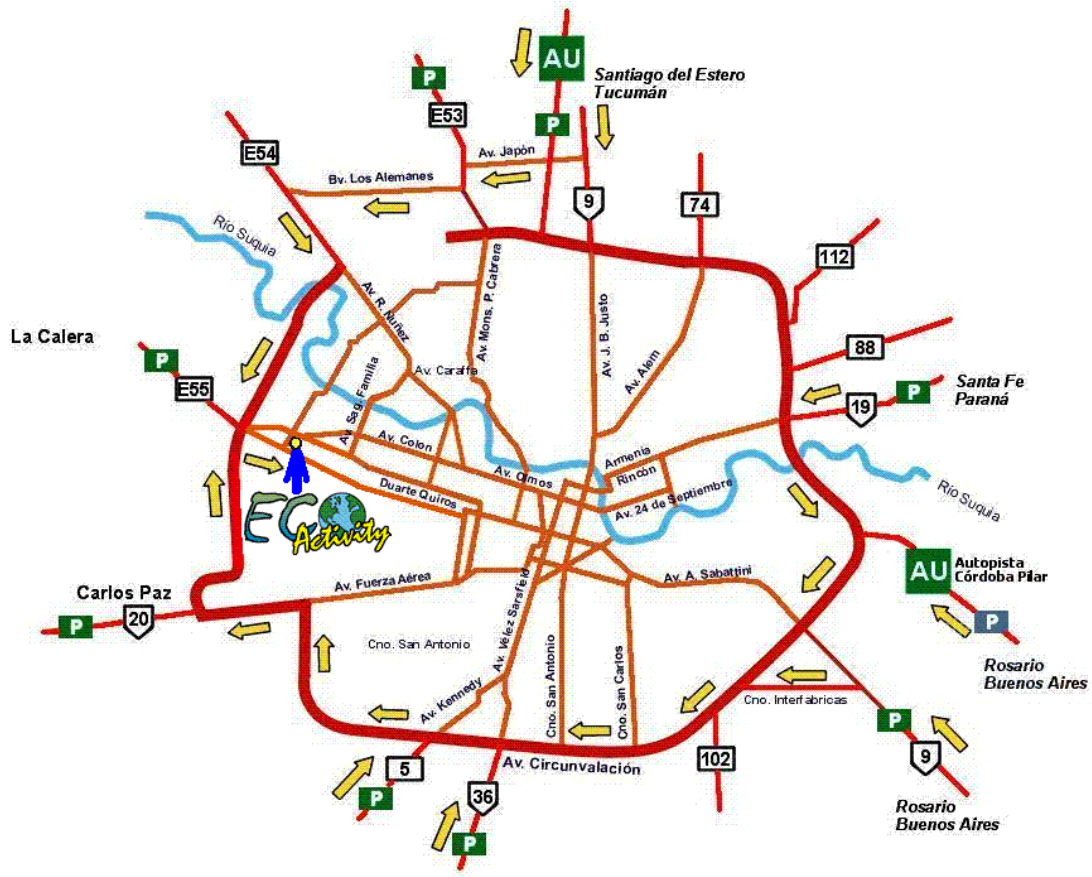 AU
Santiago del Estero
Tucumán
P
E53
P
E54
Av. Japón
Bv. Los Alemanes
9
74
Río Suquia
112
Av. R. Nuñez
Av. Mons. P. Cabrera
Av. J. B. Justo
Av. Alem
La Calera
P
E55
88
Santa Fe
Paraná
P
19
Av. Caraffa
Av. Sag. Familia
Av. Colon
Av. Olmos
Armenia
Rincón
Av. 24 de Septiembre
Duarte Quiros
Río Suquia
ECO
Activity
Av. Fuerza Aérea
Av. Vélez Sarsfeld
Av. A. Sabattini
AU
Autopista
Córdoba Pilar
P
Rosario
Buenos Aires
Carlos Paz
P
20
Cno. San Antonio
Cno. San Antonio
Cno. San Carlos
Av. Kennedy
Cno. Interfabricas
P
9
Rosario
Buenos Aires
5
P
36
P
Av. Circunvalación
102